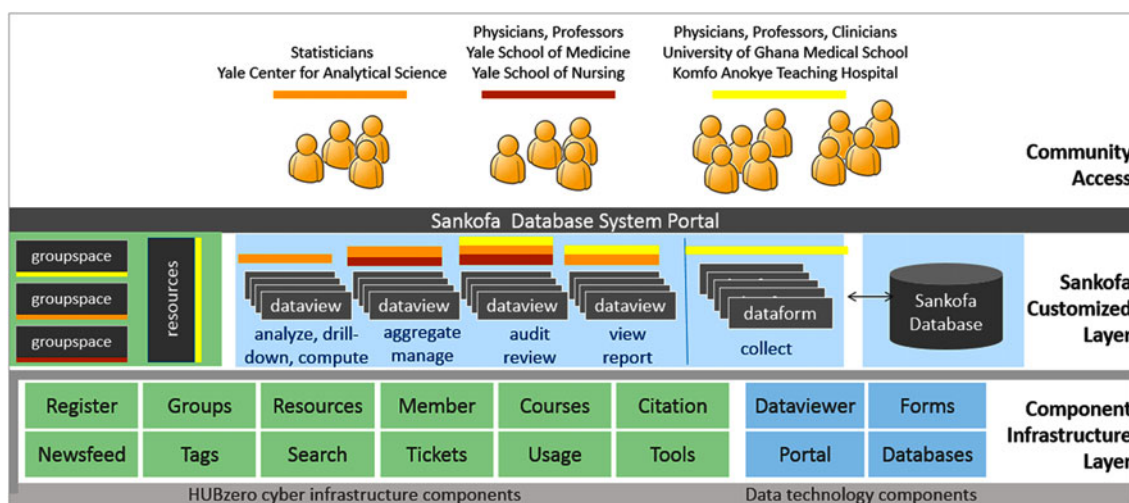 Statisticians
Yale Center for Analytical Science
Physicians, Professors
Yale School of Medicine
Yale School of Nursing
Physicians, Professors, Clinicians
University of Ghana Medical School
Komfo Anokye Teaching Hospital
Community
Access
Sankofa Database System Portal
groupspace
groupspace
groupspace
resources
dataview
analyze, drill-
down, compute
dataview
aggregate
manage
dataview
audit
review
dataview
view
report
dataform
collect
Sankofa
Database
Sankofa
Customized
Layer
Register
Groups
Resources
Member
Courses
Citation
Dataviewer
Forms
Newsfeed
Tags
Search
Tickets
Usage
Tools
Portal
Databases
Component
Infrastructure
Layer
HUBzero cyber infrastructure components
Data technology components